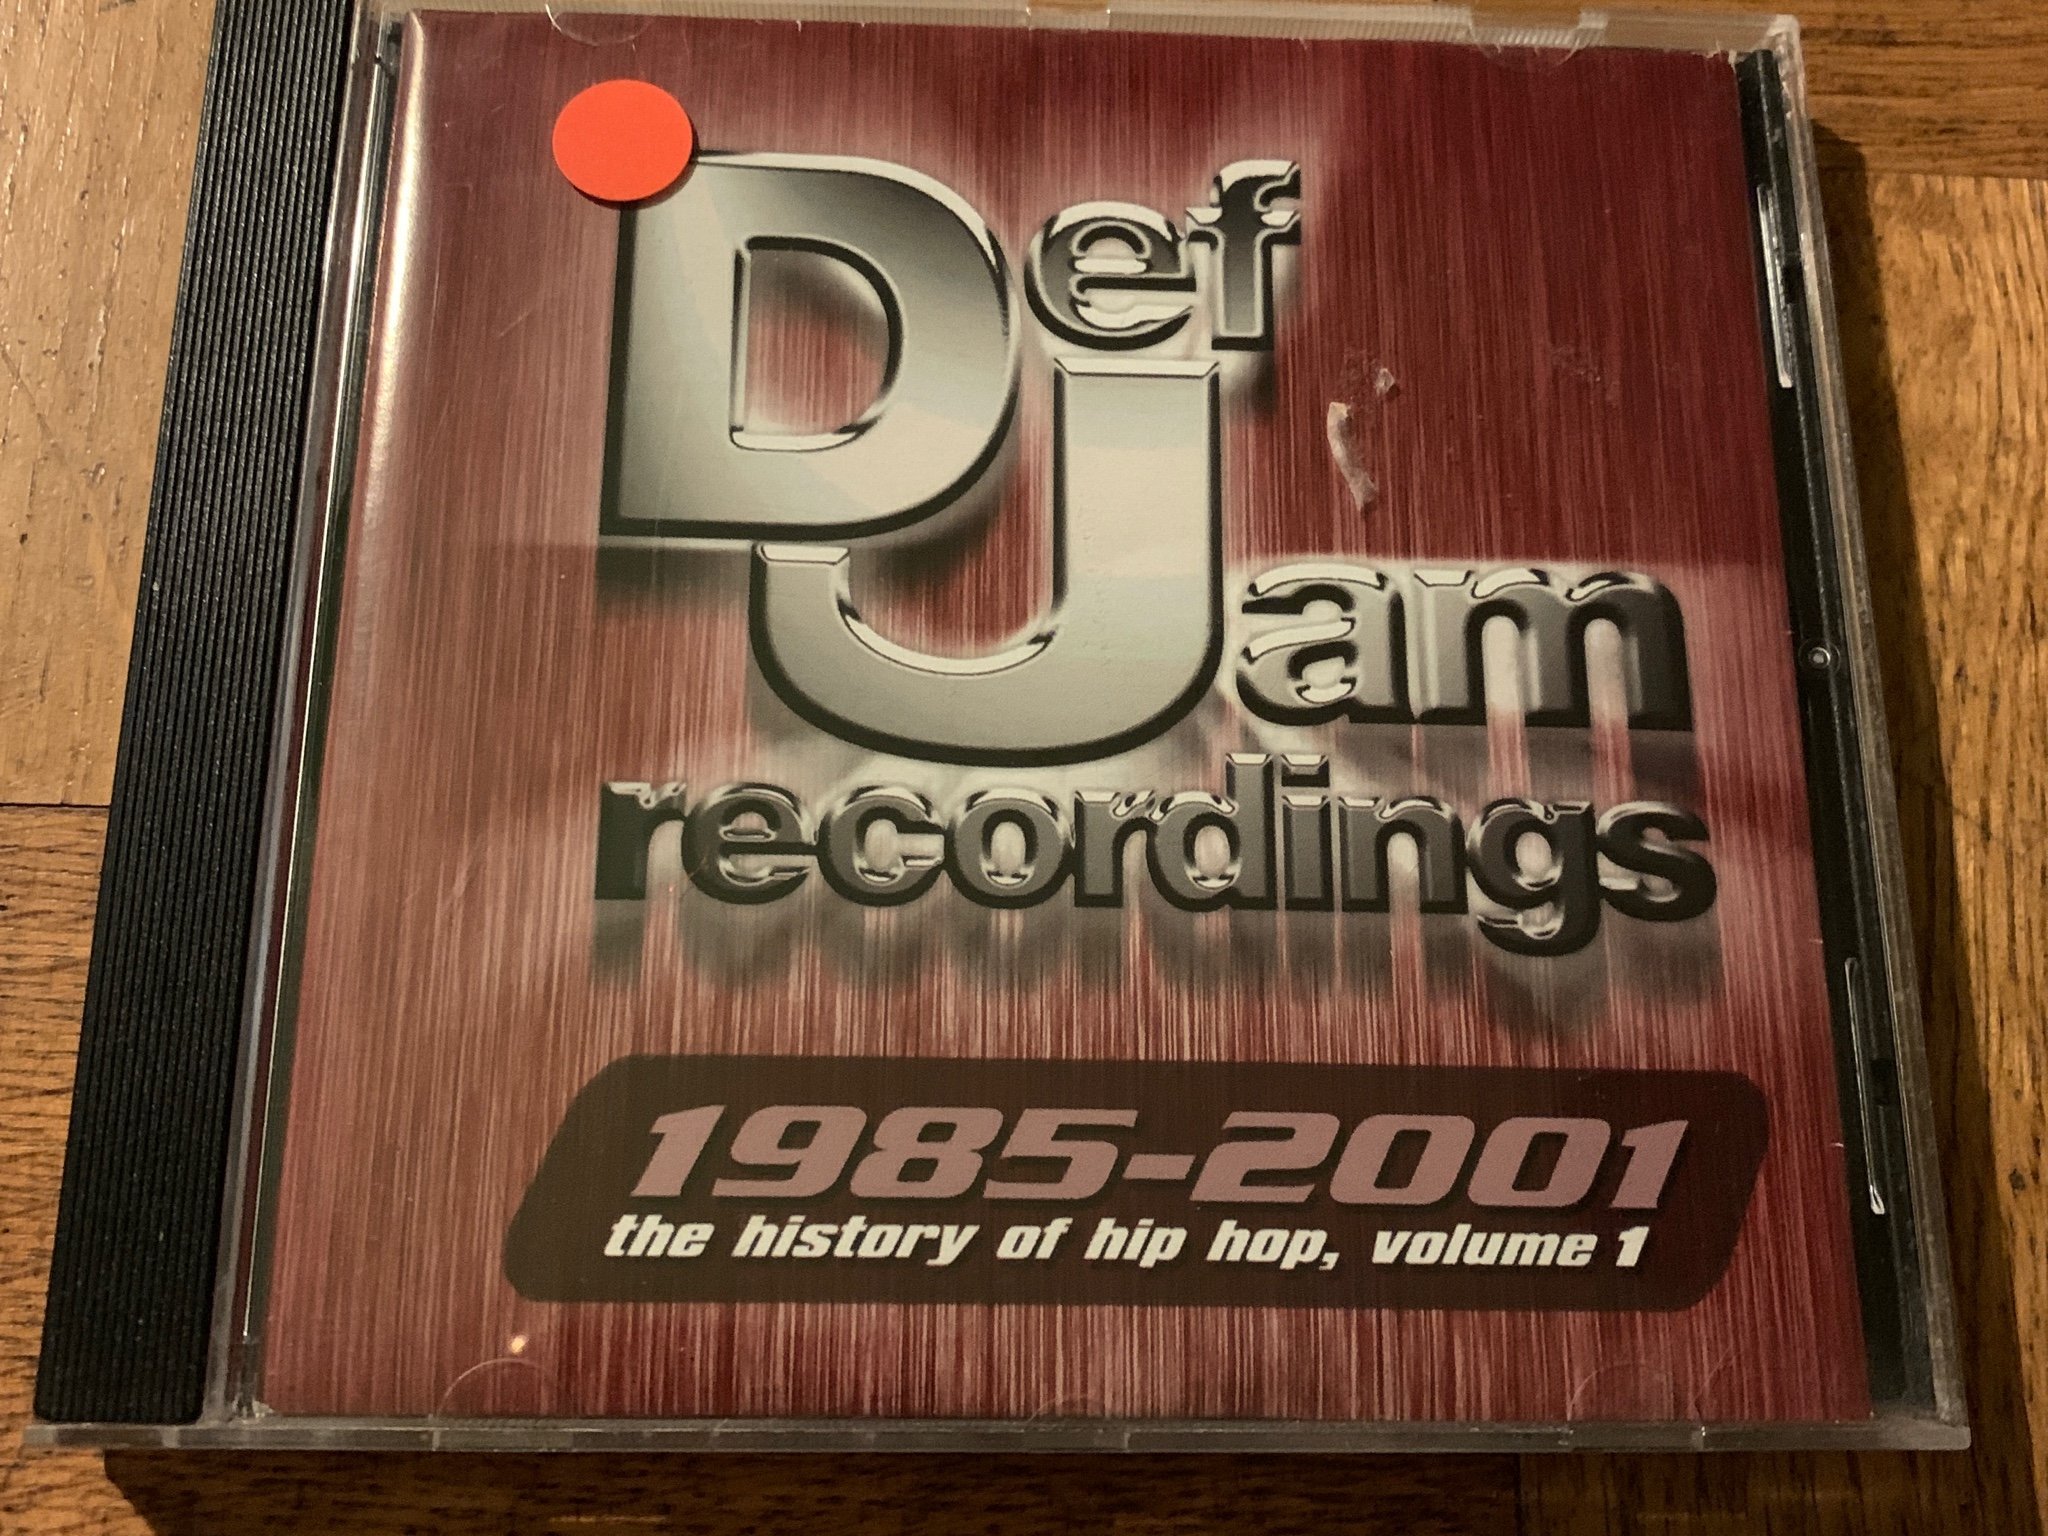 Def
Jam
recordings
1985-2001
the history of hip hop, volume 1